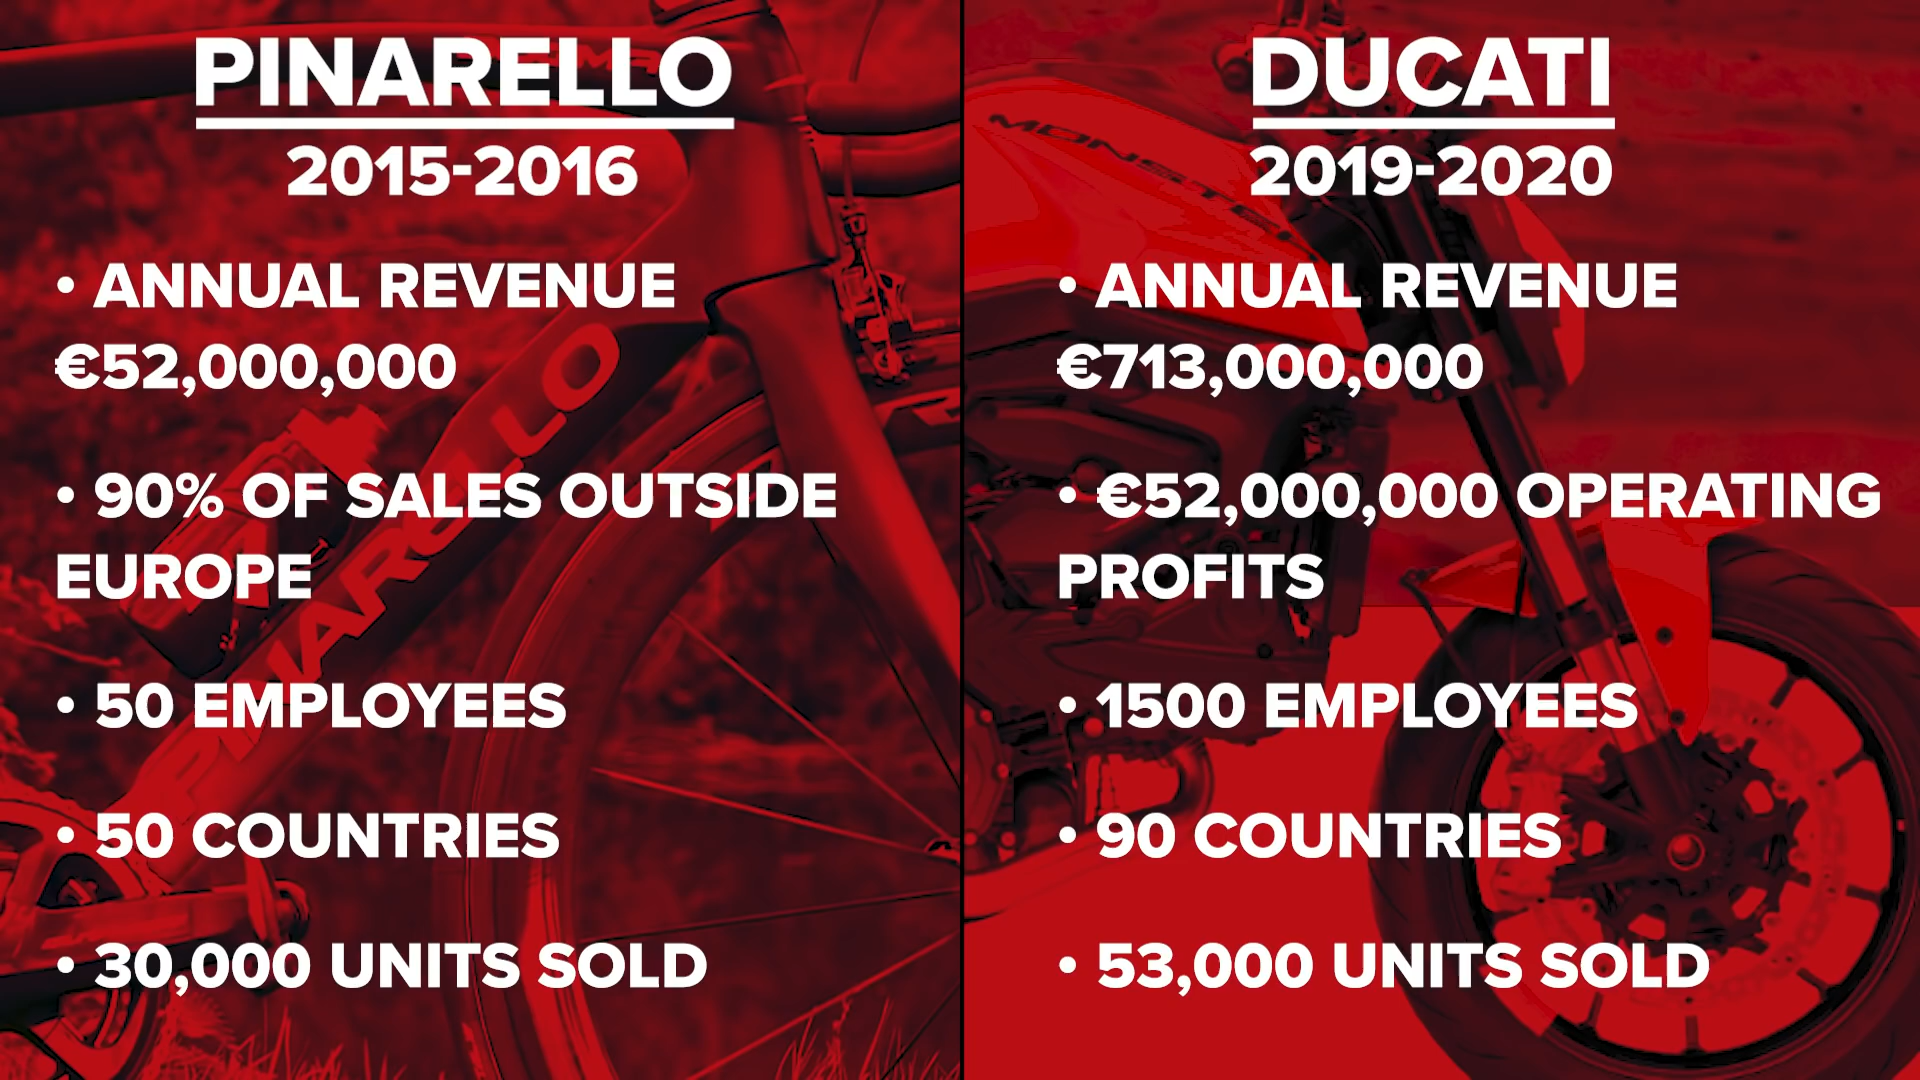 PINARELLO
2015-2016
• ANNUAL REVENUE
€52,000,000
• 90% OF SALES OUTSIDE
EUROPE
• 50 EMPLOYEES
• 50 COUNTRIES
• 30,000 UNITS SOLD
PINARELLO
DUCATI
2019-2020
• ANNUAL REVENUE
€713,000,000
• €52,000,000 OPERATING
PROFITS
• 1500 EMPLOYEES
• 90 COUNTRIES
• 53,000 UNITS SOLD